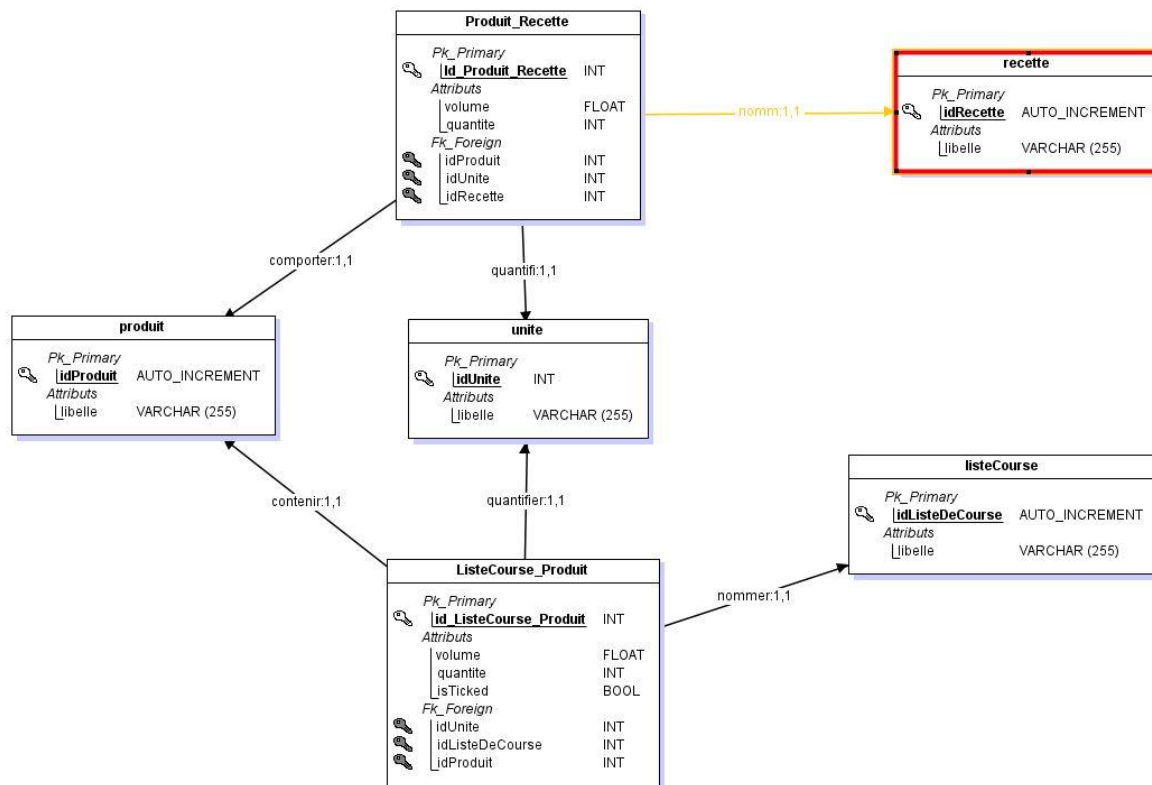 Produit_Recette
Pk_Primary
Id_Produit_Recette INT
Attributs
volume FLOAT
quantite INT
Fk_Foreign
idProduit INT
idUnite INT
idRecette INT
nomm:1,1
recette
Pk_Primary
idRecette AUTO_INCREMENT
Attributs
libelle VARCHAR (255)
comporter:1,1
quantifi:1,1
produit
Pk_Primary
idProduit AUTO_INCREMENT
Attributs
libelle VARCHAR (255)
unite
Pk_Primary
idUnite INT
Attributs
libelle VARCHAR (255)
contenir:1,1
quantifier:1,1
listeCourse
Pk_Primary
idListeDeCourse AUTO_INCREMENT
Attributs
libelle VARCHAR (255)
nommer:1,1
ListeCourse_Produit
Pk_Primary
id_ListeCourse_Produit INT
Attributs
volume FLOAT
quantite INT
isTicked BOOL
Fk_Foreign
idUnite INT
idListeDeCourse INT
idProduit INT